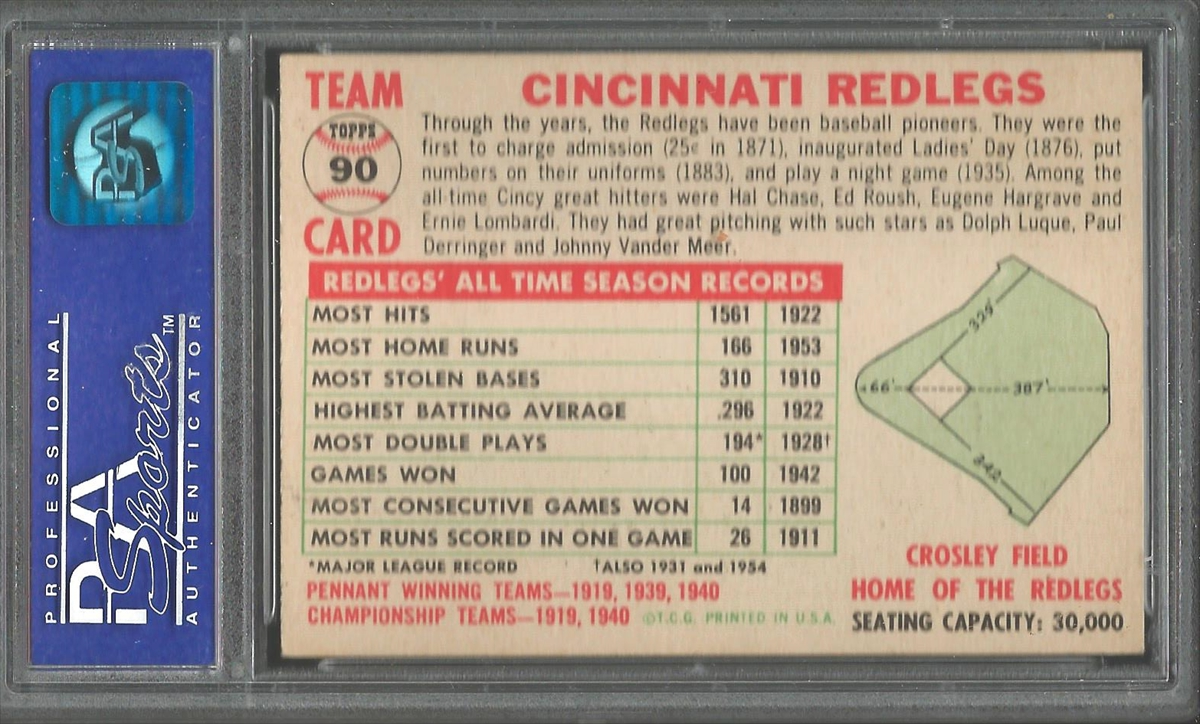 PROFESSIONAL
PSA
Sports™
AUTHENTICATOR
PSA
TEAM
TOPPS
90
CARD
CINCINNATI REDLEGS
Through the years, the Redlegs have been baseball pioneers. They were the
first to charge admission (25¢ in 1871), inaugurated Ladies' Day (1876), put
numbers on their uniforms (1883), and play a night game (1935). Among the
all-time Cincy great hitters were Hal Chase, Ed Roush, Eugene Hargrave and
Ernie Lombardi. They had great pitching with such stars as Dolph Luque, Paul
Derringer and Johnny Vander Meer.
REDLEGS' ALL TIME SEASON RECORDS
MOST HITS 1561 1922
MOST HOME RUNS 166 1953
MOST STOLEN BASES 310 1910
HIGHEST BATTING AVERAGE .296 1922
MOST DOUBLE PLAYS 194* 1928†
GAMES WON 100 1942
MOST CONSECUTIVE GAMES WON 14 1899
MOST RUNS SCORED IN ONE GAME 26 1911
*MAJOR LEAGUE RECORD †ALSO 1931 and 1954
PENNANT WINNING TEAMS—1919, 1939, 1940
CHAMPIONSHIP TEAMS—1919, 1940 ©T.C.G. PRINTED IN U.S.A.
329'
66' 387'
342'
CROSLEY FIELD
HOME OF THE REDLEGS
SEATING CAPACITY: 30,000